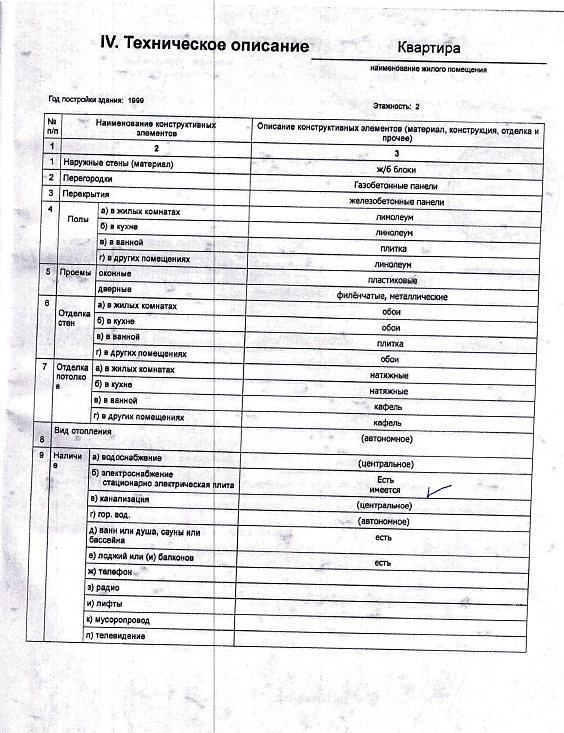 IV. Техническое описание Квартира
наименование жилого помещения
Год постройки здания: 1999
Этажность: 2
№ п/п Наименование конструктивных элементов Описание конструктивных элементов (материал, конструкция, отделка и прочее)
1 2 3
1 Наружные стены (материал) ж/б блоки
2 Перегородки Газобетонные панели
3 Перекрытия железобетонные панели
4 Полы а) в жилых комнатах линолеум
б) в кухне линолеум
в) в ванной плитка
г) в других помещениях линолеум
5 Проемы оконные пластиковые
дверные филёнчатые, металлические
6 Отделка стен а) в жилых комнатах обои
б) в кухне обои
в) в ванной плитка
г) в других помещениях обои
7 Отделка потолков а) в жилых комнатах натяжные
б) в кухне натяжные
в) в ванной кафель
г) в других помещениях кафель
8 Вид отопления (автономное)
9 Наличие а) водоснабжение (центральное)
б) электроснабжение Есть
стационарно электрическая плита имеется
в) канализация (центральное)
г) гор. вод. (автономное)
д) ванн или душа, сауны или бассейна есть
е) лоджий или (и) балконов есть
ж) телефон
з) радио
и) лифты
к) мусоропровод
л) телевидение